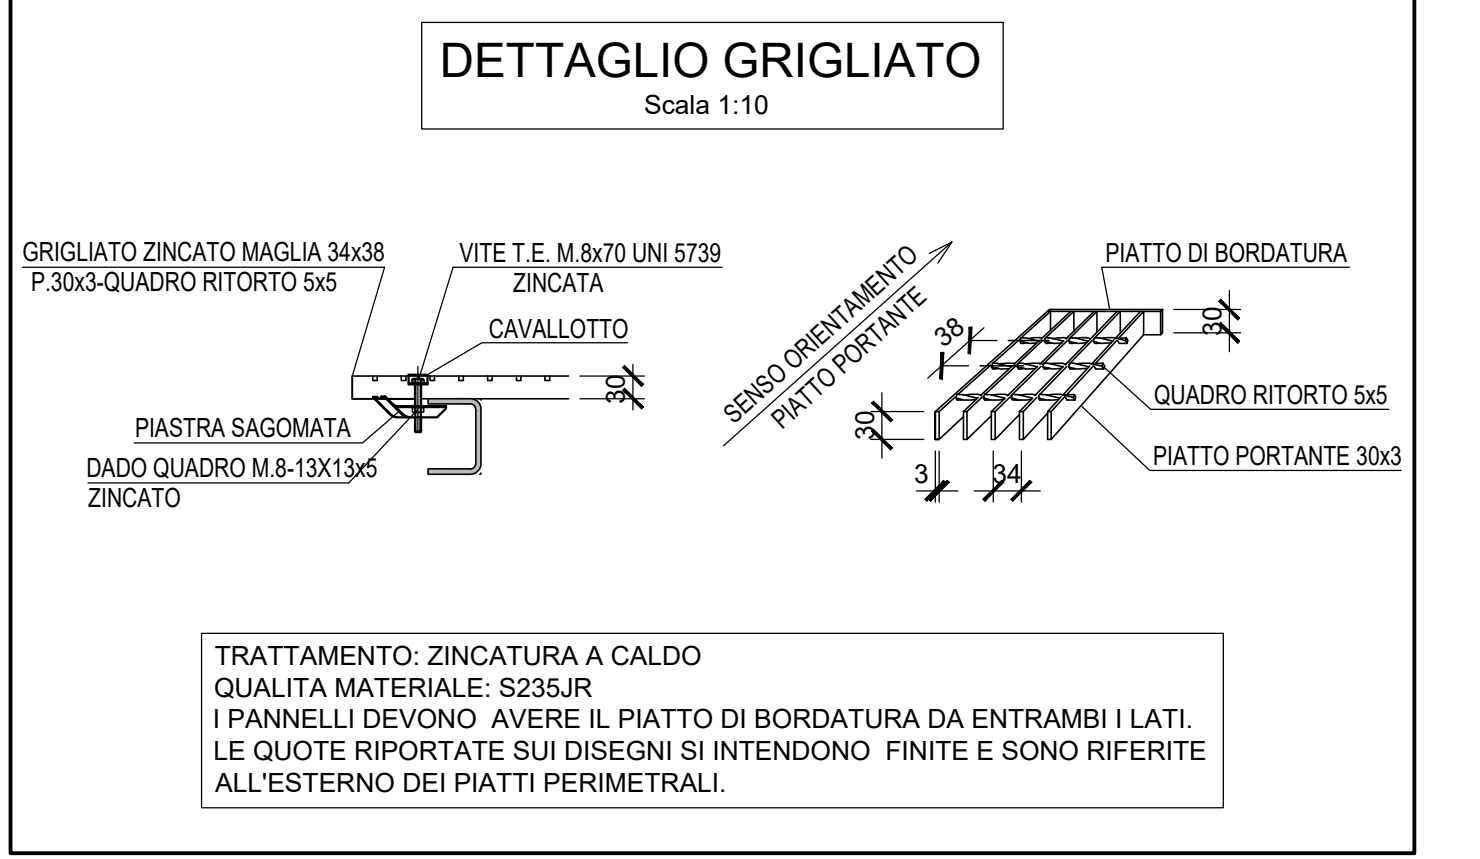 DETTAGLIO GRIGLIATO
Scala 1:10
GRIGLIATO ZINCATO MAGLIA 34x38
P.30x3-QUADRO RITORTO 5x5
VITE T.E. M.8x70 UNI 5739
ZINCATA
CAVALLOTTO
30
PIASTRA SAGOMATA
DADO QUADRO M.8-13X13x5
ZINCATO
SENSO ORIENTAMENTO
PIATTO PORTANTE
PIATTO DI BORDATURA
30
38
QUADRO RITORTO 5x5
30
PIATTO PORTANTE 30x3
3
34
TRATTAMENTO: ZINCATURA A CALDO
QUALITA MATERIALE: S235JR
I PANNELLI DEVONO  AVERE IL PIATTO DI BORDATURA DA ENTRAMBI I LATI.
LE QUOTE RIPORTATE SUI DISEGNI SI INTENDONO  FINITE E SONO RIFERITE
ALL'ESTERNO DEI PIATTI PERIMETRALI.